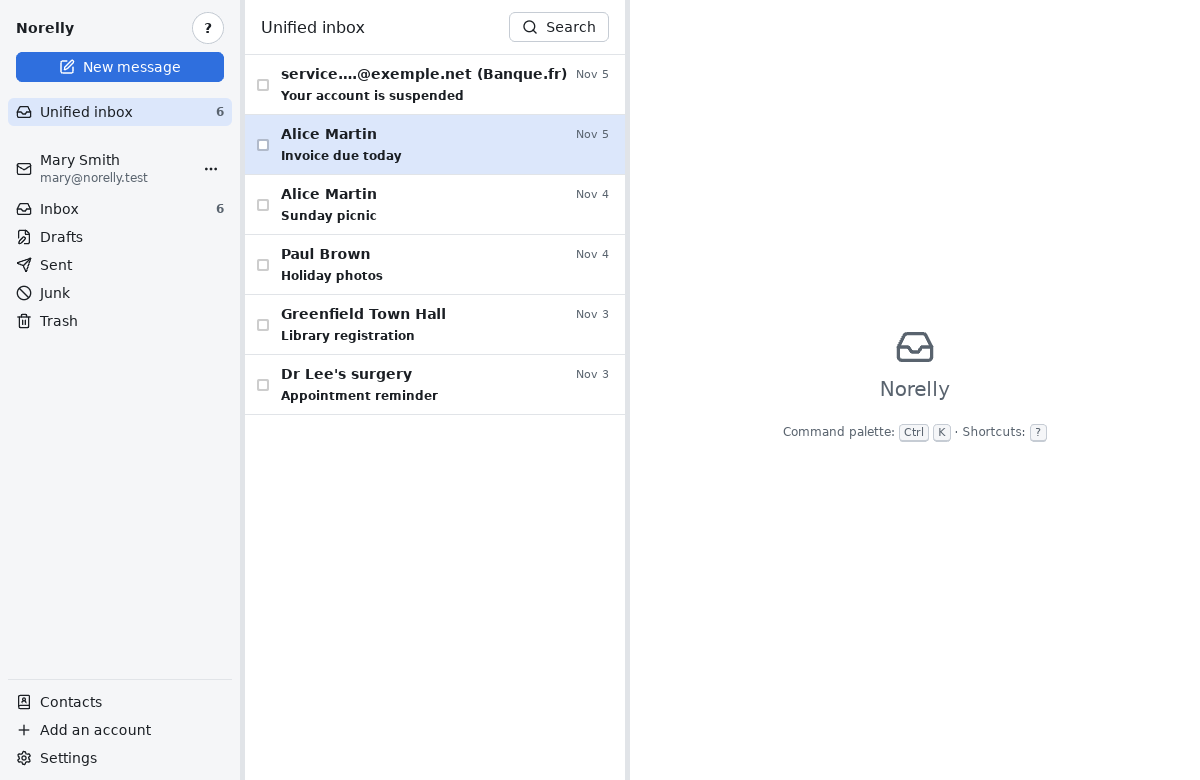 Norelly
?
New message
Unified inbox 6
Mary Smith
mary@norelly.test
Inbox 6
Drafts
Sent
Junk
Trash
Contacts
Add an account
Settings
Unified inbox
Search
service.…@exemple.net (Banque.fr) Nov 5
Your account is suspended
Alice Martin Nov 5
Invoice due today
Alice Martin Nov 4
Sunday picnic
Paul Brown Nov 4
Holiday photos
Greenfield Town Hall Nov 3
Library registration
Dr Lee's surgery Nov 3
Appointment reminder
Norelly
Command palette: Ctrl K · Shortcuts: ?